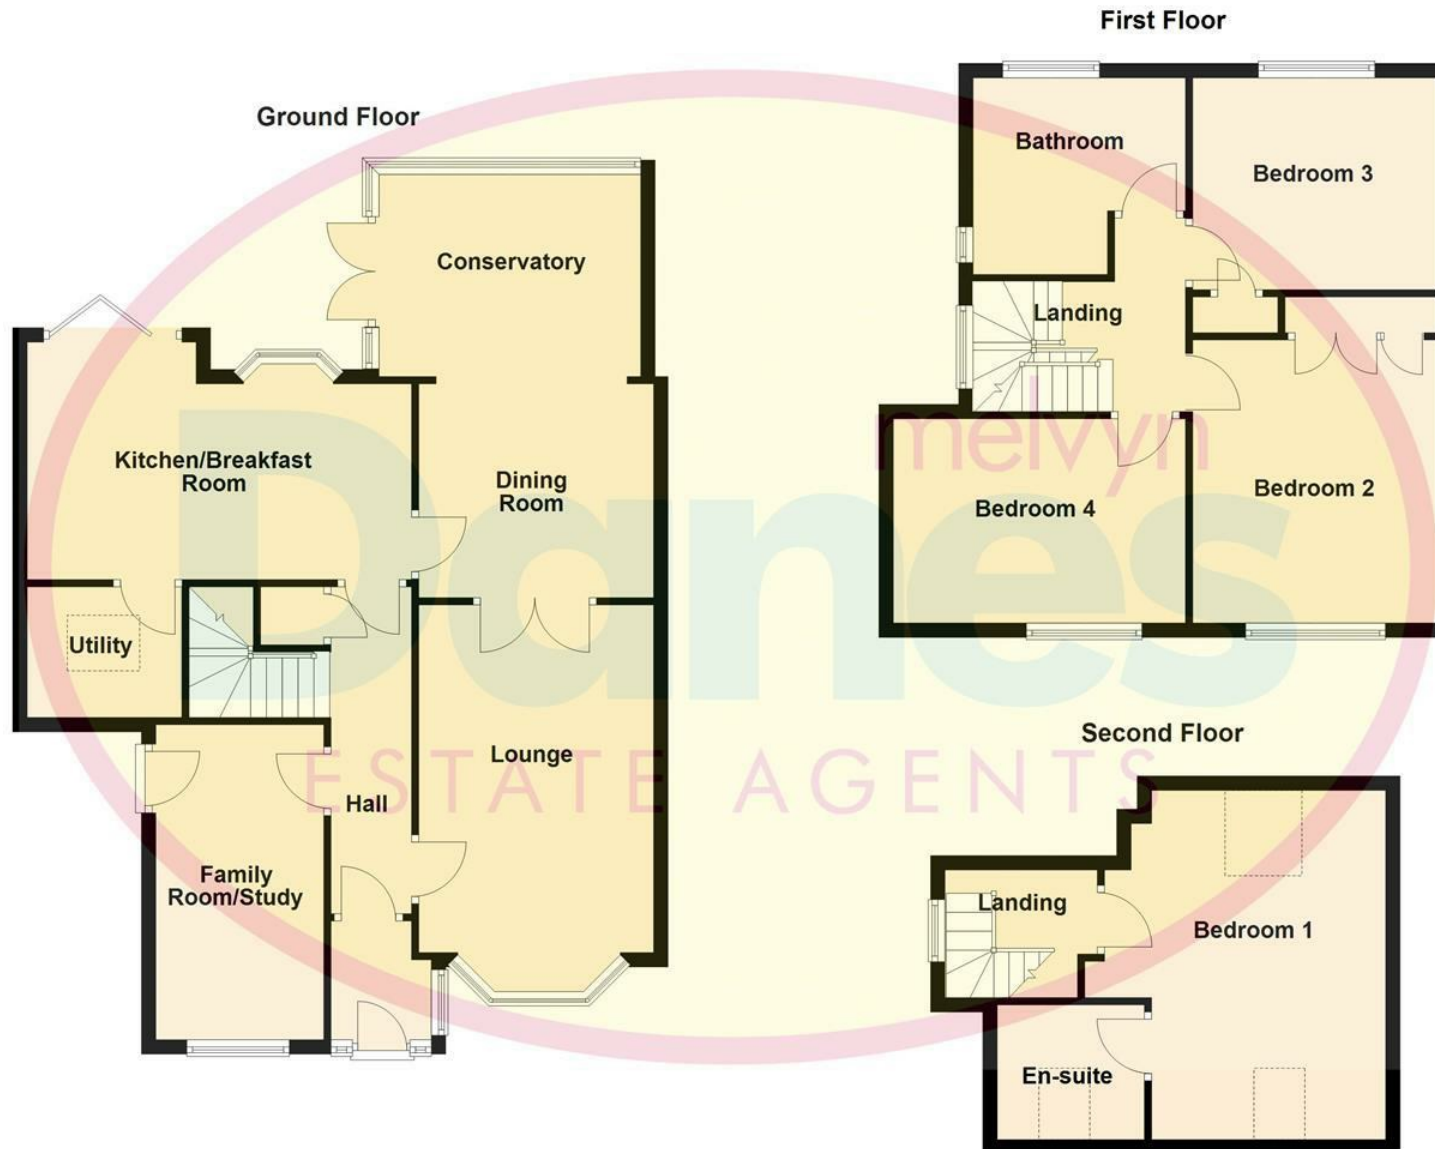 First Floor
Ground Floor
Bathroom
Bedroom 3
Conservatory
Landing
Kitchen/Breakfast
Room
Dining
Room
melvyn
Danes
ESTATE AGENTS
Bedroom 4
Bedroom 2
Utility
Lounge
Hall
Family
Room/Study
Second Floor
Landing
Bedroom 1
En-suite